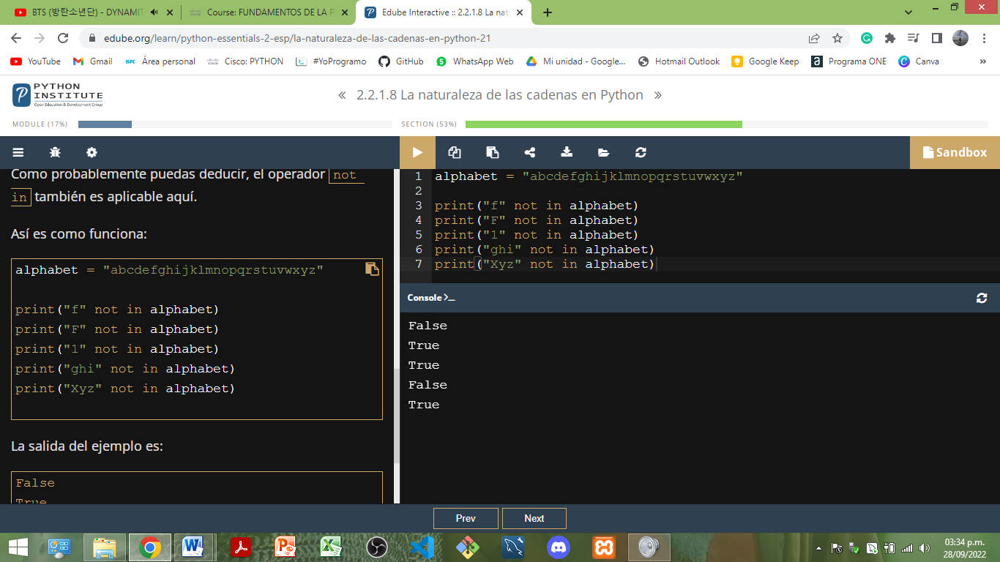 BTS (방탄소년단) - DYNAMIT
Course: FUNDAMENTOS DE LA P
Edube Interactive :: 2.2.1.8 La nat
edube.org/learn/python-essentials-2-esp/la-naturaleza-de-las-cadenas-en-python-21
YouTube
Gmail
ISPC Área personal
Cisco: PYTHON
#YoProgramo
GitHub
5 WhatsApp Web
Mi unidad - Google...
Hotmail Outlook
Google Keep
a Programa ONE
Canva
»
PYTHON
INSTITUTE
Open Education & Development Group
« 2.2.1.8 La naturaleza de las cadenas en Python »
MODULE (17%)
SECTION (53%)
Sandbox
Como probablemente puedas deducir, el operador not
in también es aplicable aquí.
Así es como funciona:
alphabet = "abcdefghijklmnopqrstuvwxyz"
print("f" not in alphabet)
print("F" not in alphabet)
print("1" not in alphabet)
print("ghi" not in alphabet)
print("Xyz" not in alphabet)
La salida del ejemplo es:
False
True
1 alphabet = "abcdefghijklmnopqrstuvwxyz"
2
3 print("f" not in alphabet)
4 print("F" not in alphabet)
5 print("1" not in alphabet)
6 print("ghi" not in alphabet)
7 print("Xyz" not in alphabet)
Console >_
False
True
True
False
True
Prev
Next
03:34 p.m.
28/09/2022